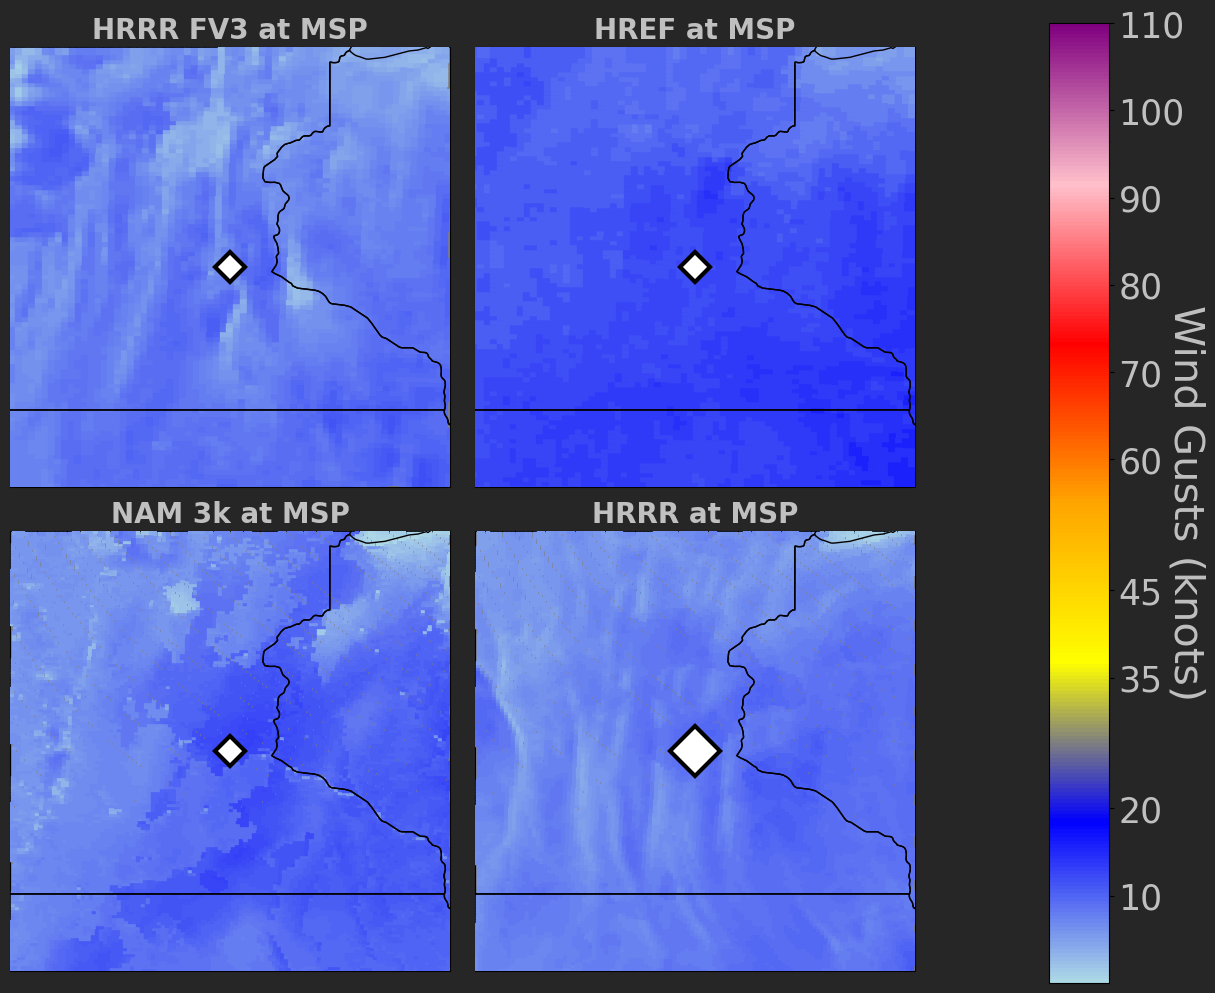 HRRR FV3 at MSP
HREF at MSP
NAM 3k at MSP
HRRR at MSP
110
100
90
80
70
60
45
35
20
10
Wind Gusts (knots)